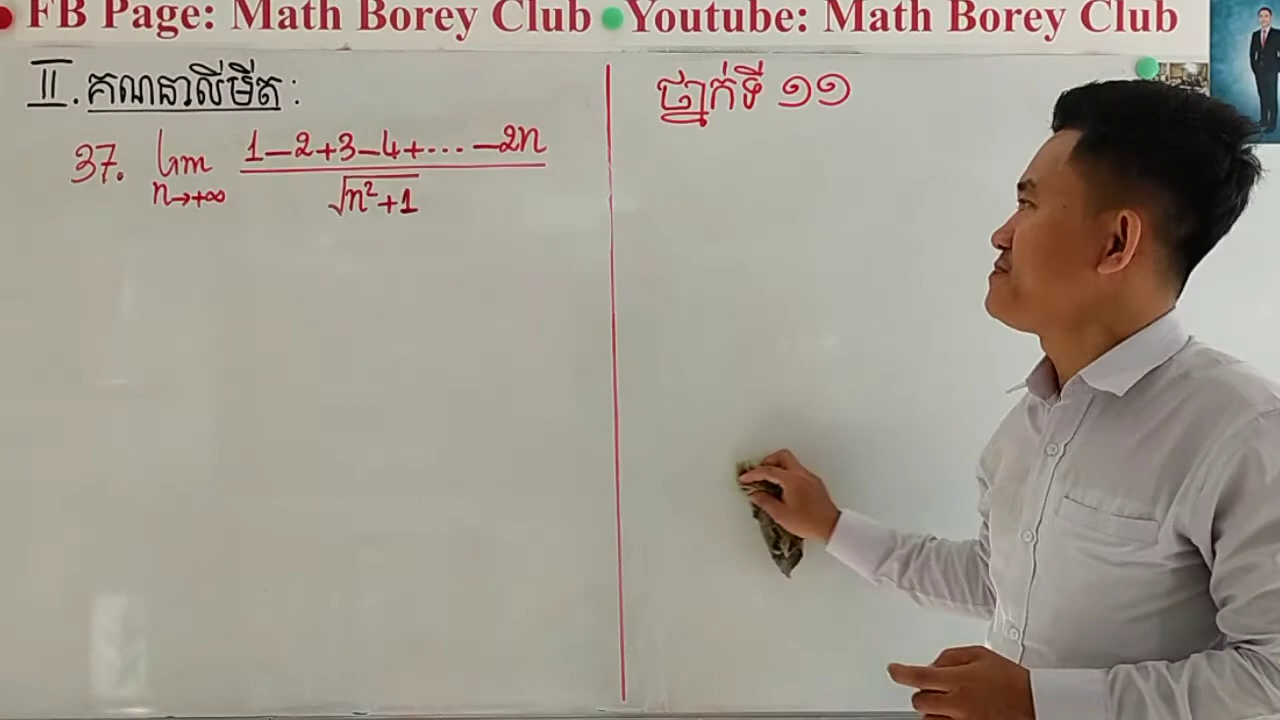 FB Page: Math Borey Club Youtube: Math Borey Club
II. គណនាលីមីត :
ថ្នាក់ទី ១១
37. lim n→+∞ 1-2+3-4+...-2n / √n²+1